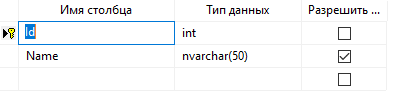 Имя столбца Тип данных Разрешить ...
Id int
Name nvarchar(50)